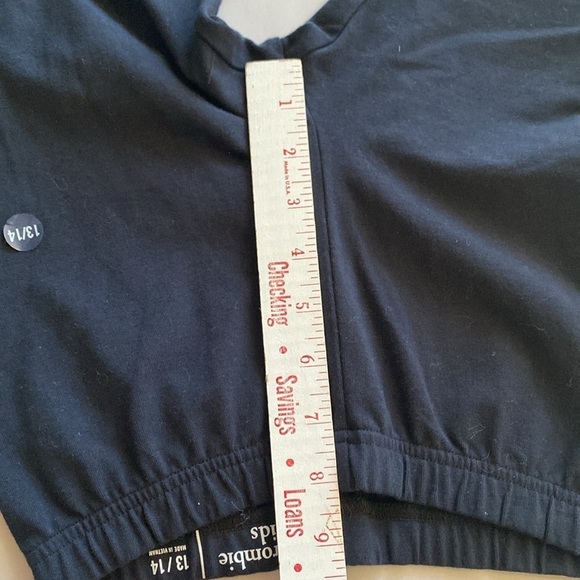 1
2
Made in U.S.A.
3
4
5
6
7
8
9
Checking • Savings • Loans
13/14
rombie
ids
13/14
MADE IN VIETNAM